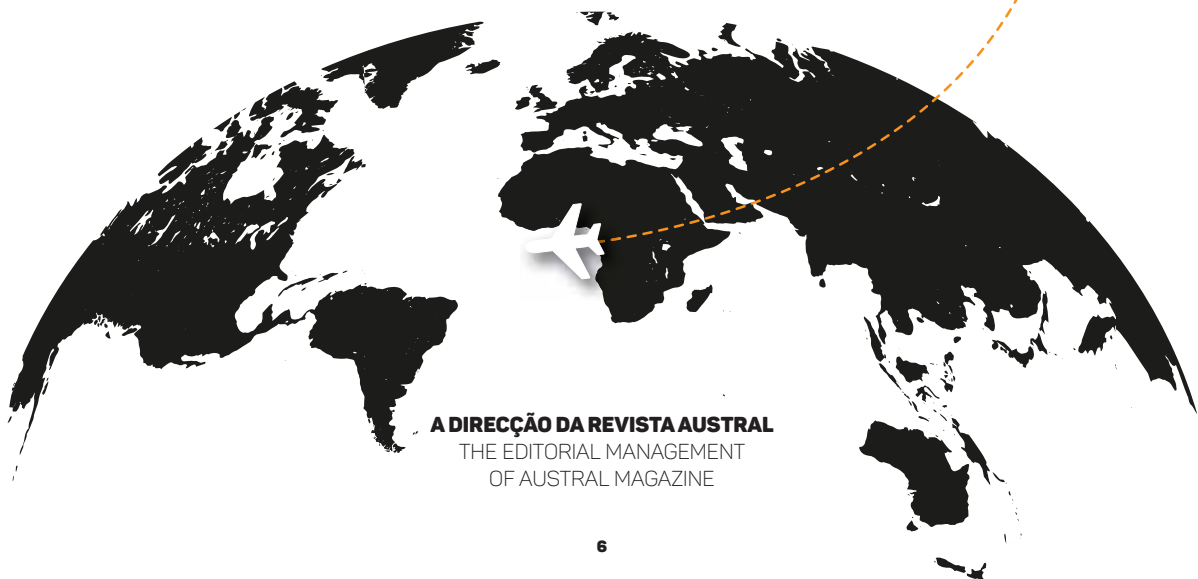 A DIRECÇÃO DA REVISTA AUSTRAL
THE EDITORIAL MANAGEMENT
OF AUSTRAL MAGAZINE
6